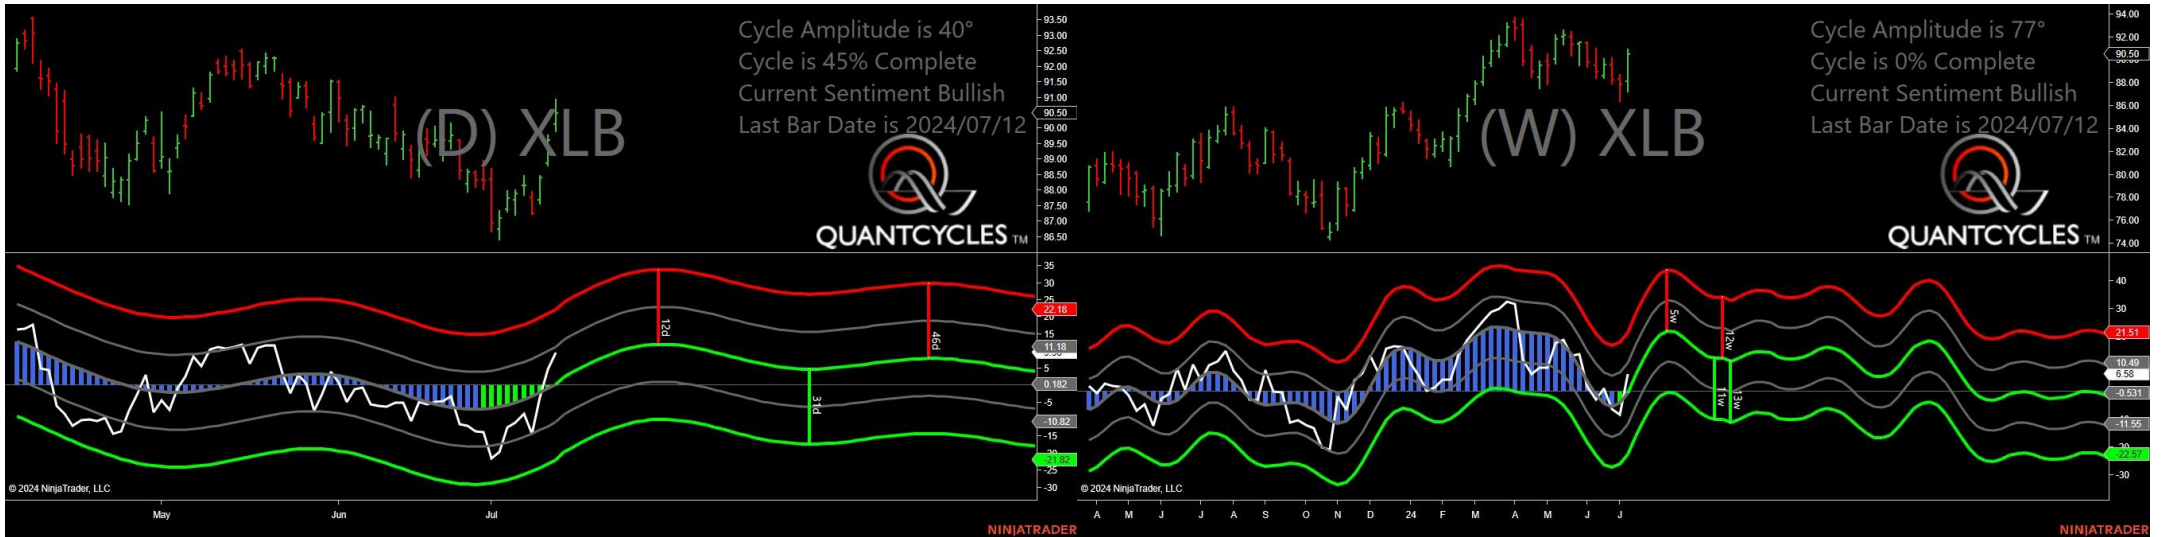 Cycle Amplitude is 40°
Cycle is 45% Complete
Current Sentiment Bullish
Last Bar Date is 2024/07/12
(D) XLB
QUANTCYCLES TM
93.50
93.00
92.50
92.00
91.50
91.00
90.50
90.00
89.50
89.00
88.50
88.00
87.50
87.00
86.50
35
30
25
22.18
20
15
11.18
5
0.182
-5
-10.82
-15
-21.82
-25
-30
12d
31d
46d
© 2024 NinjaTrader, LLC
May Jun Jul
NINJATRADER
Cycle Amplitude is 77°
Cycle is 0% Complete
Current Sentiment Bullish
Last Bar Date is 2024/07/12
(W) XLB
QUANTCYCLES TM
94.00
92.00
90.50
88.00
86.00
84.00
82.00
80.00
78.00
76.00
74.00
40
30
21.51
10.49
6.58
-0.531
-11.55
-20
-22.57
-30
5w
12w
11w
13w
© 2024 NinjaTrader, LLC
A M J J A S O N D 24 F M A M J J
NINJATRADER